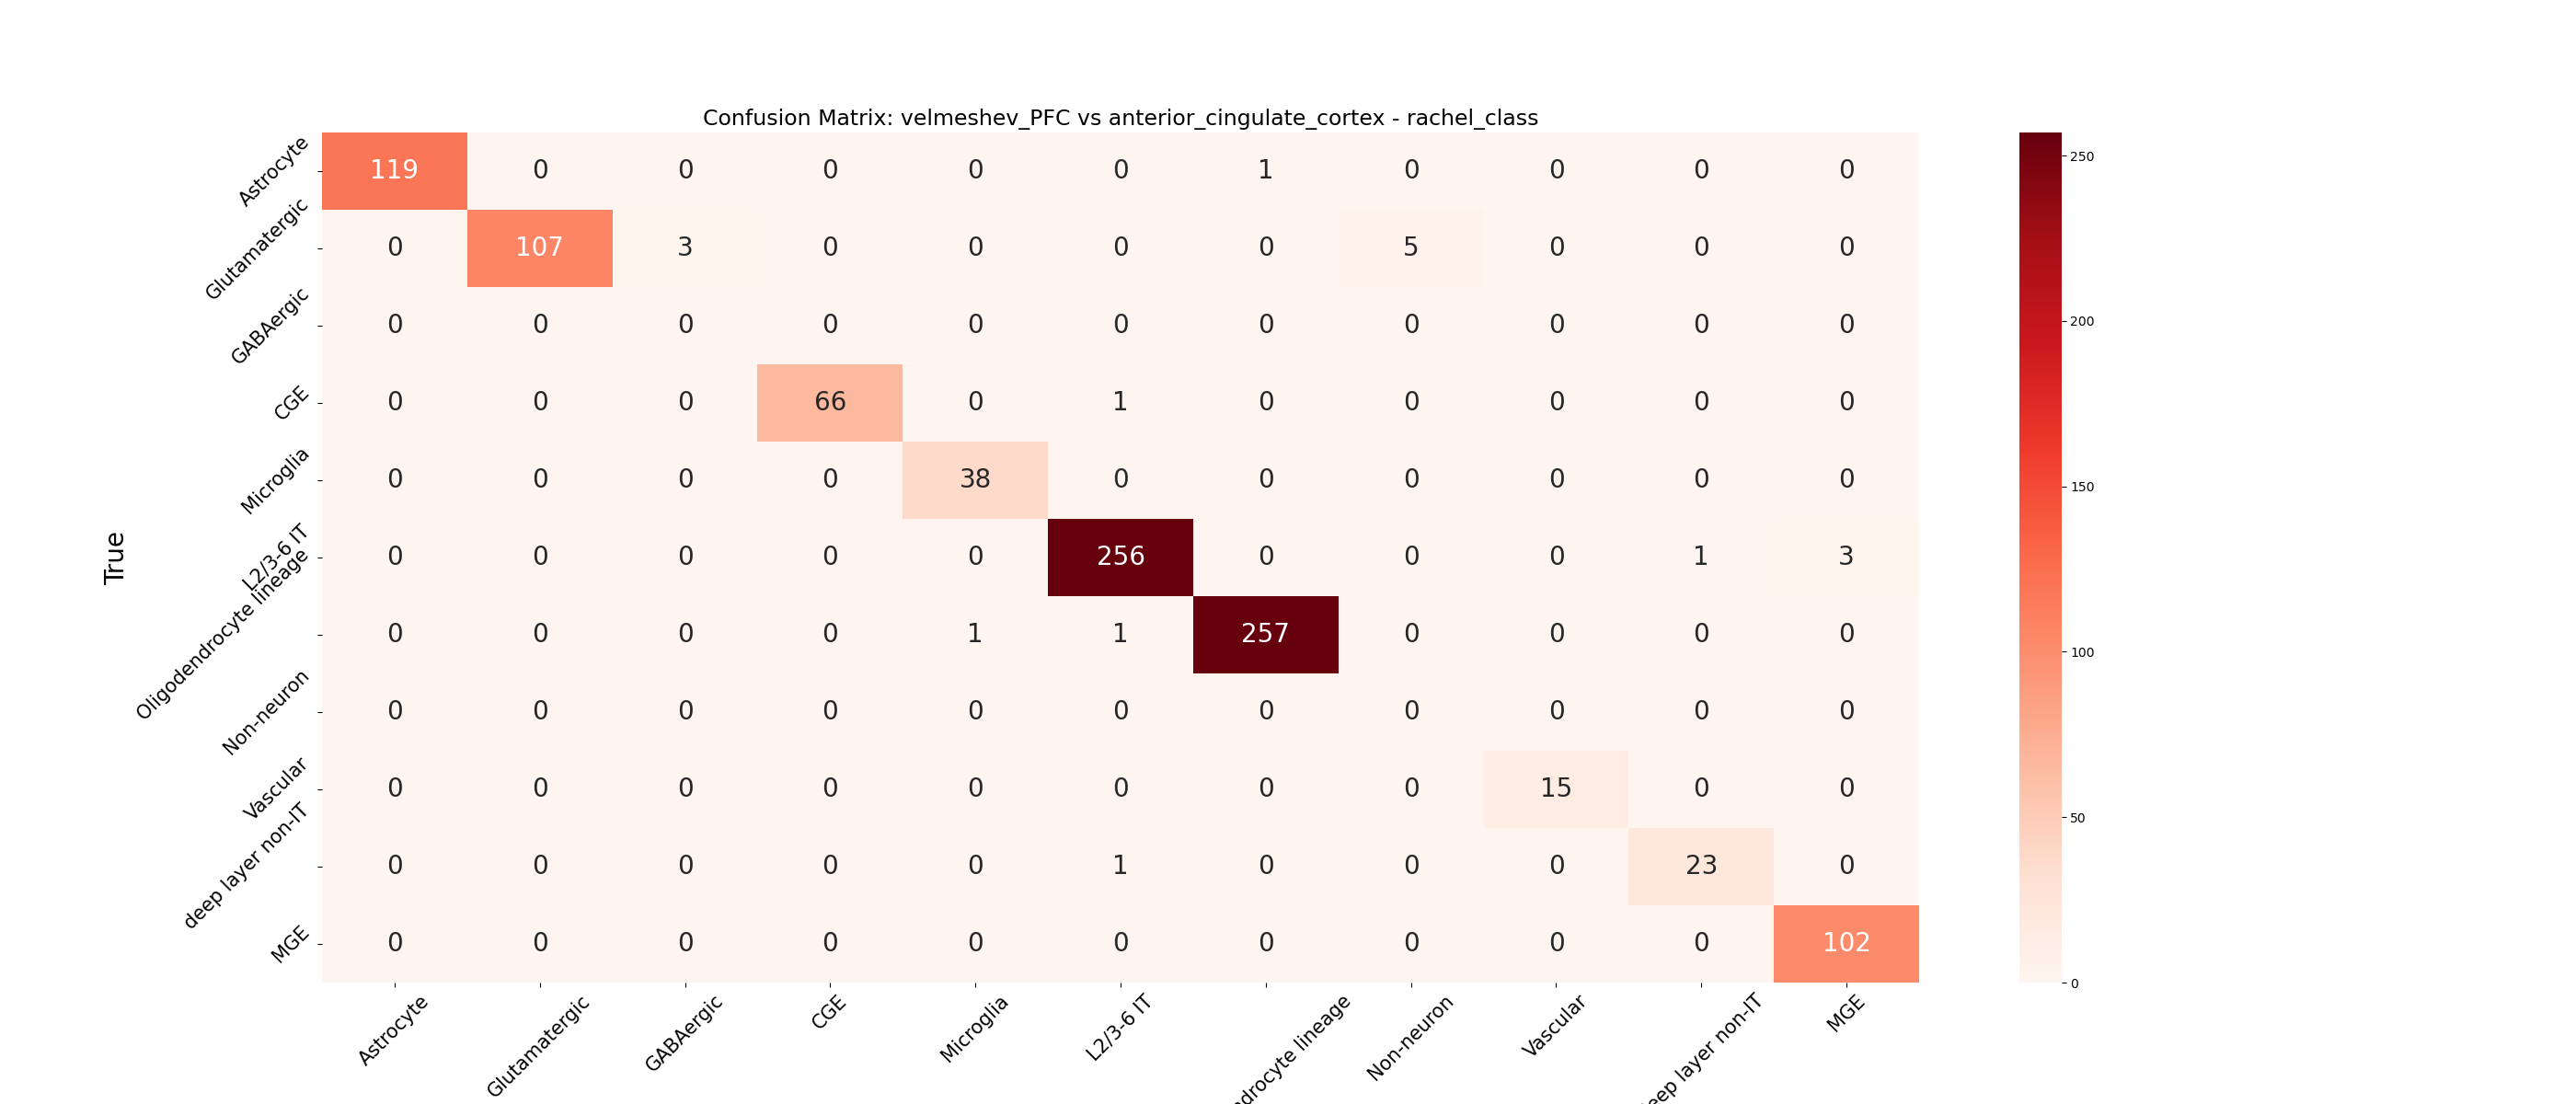 Confusion Matrix: velmeshev_PFC vs anterior_cingulate_cortex - rachel_class
True
Astrocyte 119 0 0 0 0 0 1 0 0 0 0
Glutamatergic 0 107 3 0 0 0 0 5 0 0 0
GABAergic 0 0 0 0 0 0 0 0 0 0 0
CGE 0 0 0 66 0 1 0 0 0 0 0
Microglia 0 0 0 0 38 0 0 0 0 0 0
L2/3-6 IT 0 0 0 0 0 256 0 0 0 1 3
Oligodendrocyte lineage 0 0 0 0 1 1 257 0 0 0 0
Non-neuron 0 0 0 0 0 0 0 0 0 0 0
Vascular 0 0 0 0 0 0 0 0 15 0 0
deep layer non-IT 0 0 0 0 0 1 0 0 0 23 0
MGE 0 0 0 0 0 0 0 0 0 0 102
Astrocyte
Glutamatergic
GABAergic
CGE
Microglia
L2/3-6 IT
ndrocyte lineage
Non-neuron
Vascular
eep layer non-IT
MGE
250
200
150
100
50
0